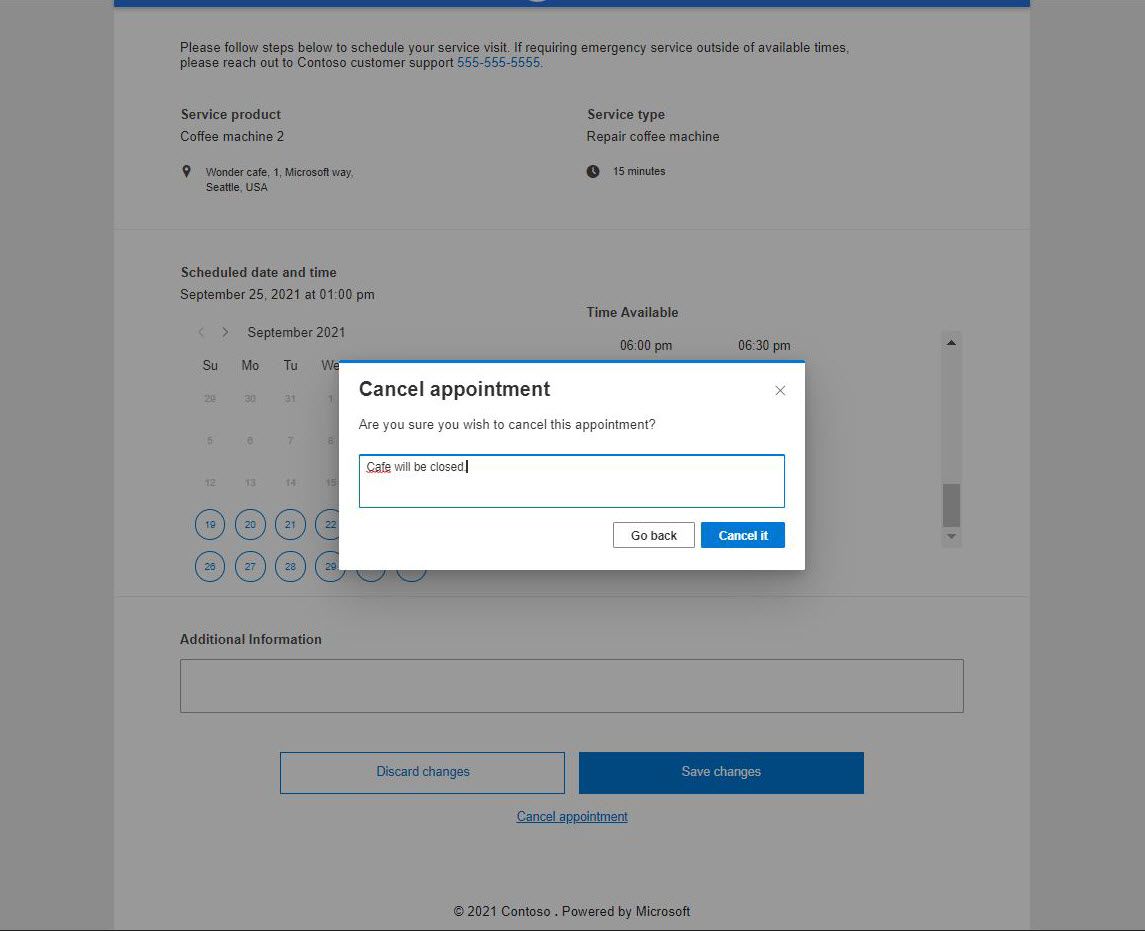 Please follow steps below to schedule your service visit. If requiring emergency service outside of available times,
please reach out to Contoso customer support 555-555-5555.
Service product
Service type
Coffee machine 2
Repair coffee machine
Wonder cafe, 1, Microsoft way,
Seattle, USA
15 minutes
Scheduled date and time
September 25, 2021 at 01:00 pm
Time Available
September 2021
06:00 pm 06:30 pm
Su Mo Tu We
29 30 31 1
5 6 7 8
12 13 14 15
19 20 21 22
26 27 28 29
Cancel appointment
Are you sure you wish to cancel this appointment?
Cafe will be closed.
Go back Cancel it
Additional Information
Discard changes Save changes
Cancel appointment
© 2021 Contoso . Powered by Microsoft